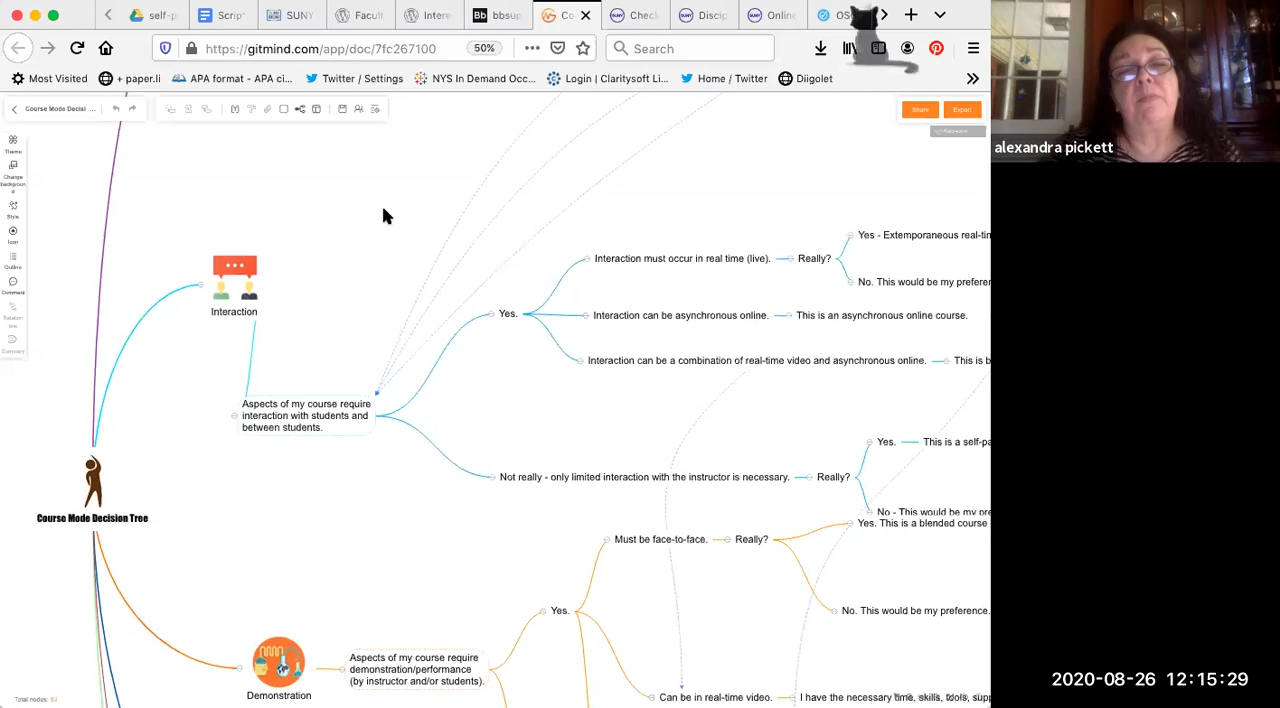 self-p
Script
SUNY
Facult
Intere
Bb bbsup
Co
Check
Discip
Online
OS
https://gitmind.com/app/doc/7fc267100
50%
Search
Most Visited
+ paper.li
APA format - APA ci...
Twitter / Settings
NYS In Demand Occ...
Login | Claritysoft Li...
Home / Twitter
Diigolet
Course Mode Decisi ...
Share
Export
alexandra pickett
Theme
Change
backgroun
d
Style
Icon
Outline
Comment
Relation
line
Summary
Yes - Extemporaneous real-tim
Interaction must occur in real time (live).
Really?
No. This would be my preferen
Interaction
Yes.
Interaction can be asynchronous online.
This is an asynchronous online course.
Interaction can be a combination of real-time video and asynchronous online.
This is b
Aspects of my course require
interaction with students and
between students.
Yes.
This is a self-pa
Not really - only limited interaction with the instructor is necessary.
Really?
No - This would be my pre
Course Mode Decision Tree
Yes. This is a blended course
Must be face-to-face.
Really?
Yes.
No. This would be my preference.
Aspects of my course require
demonstration/performance
(by instructor and/or students).
Demonstration
Can be in real-time video.
I have the necessary time, skills, tools, supp
Total nodes:
2020-08-26 12:15:29